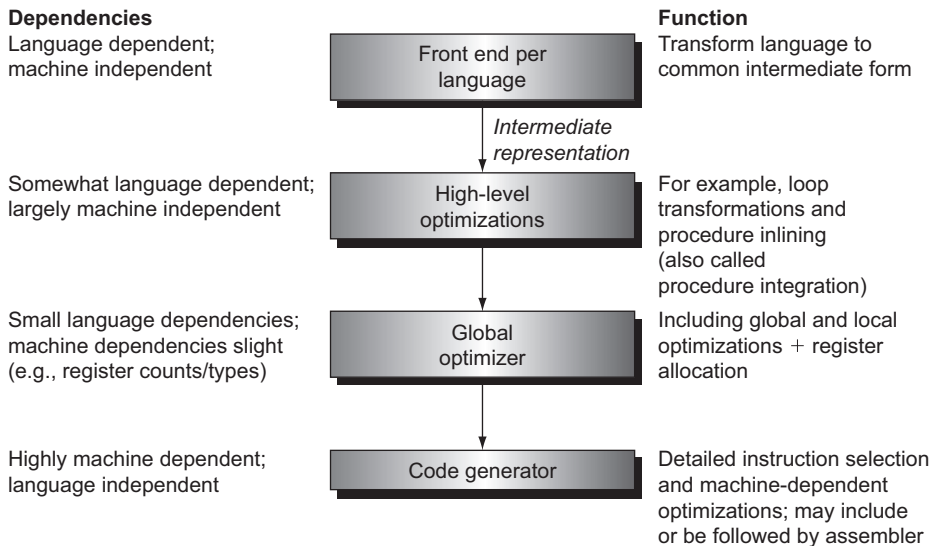 Dependencies
Language dependent;
machine independent
Front end per
language
Function
Transform language to
common intermediate form
Intermediate
representation
Somewhat language dependent;
largely machine independent
High-level
optimizations
For example, loop
transformations and
procedure inlining
(also called
procedure integration)
Small language dependencies;
machine dependencies slight
(e.g., register counts/types)
Global
optimizer
Including global and local
optimizations + register
allocation
Highly machine dependent;
language independent
Code generator
Detailed instruction selection
and machine-dependent
optimizations; may include
or be followed by assembler